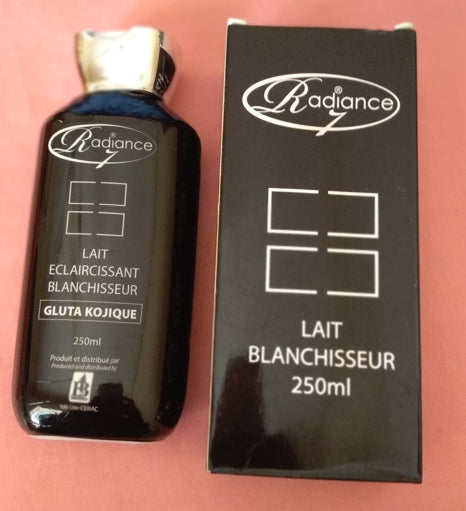 Radiance®
7
LAIT
ECLAIRCISSANT
BLANCHISSEUR
GLUTA KOJIQUE
250ml
Produit et distribué par
Produced and distributed by
Radiance®
7
LAIT
BLANCHISSEUR
250ml